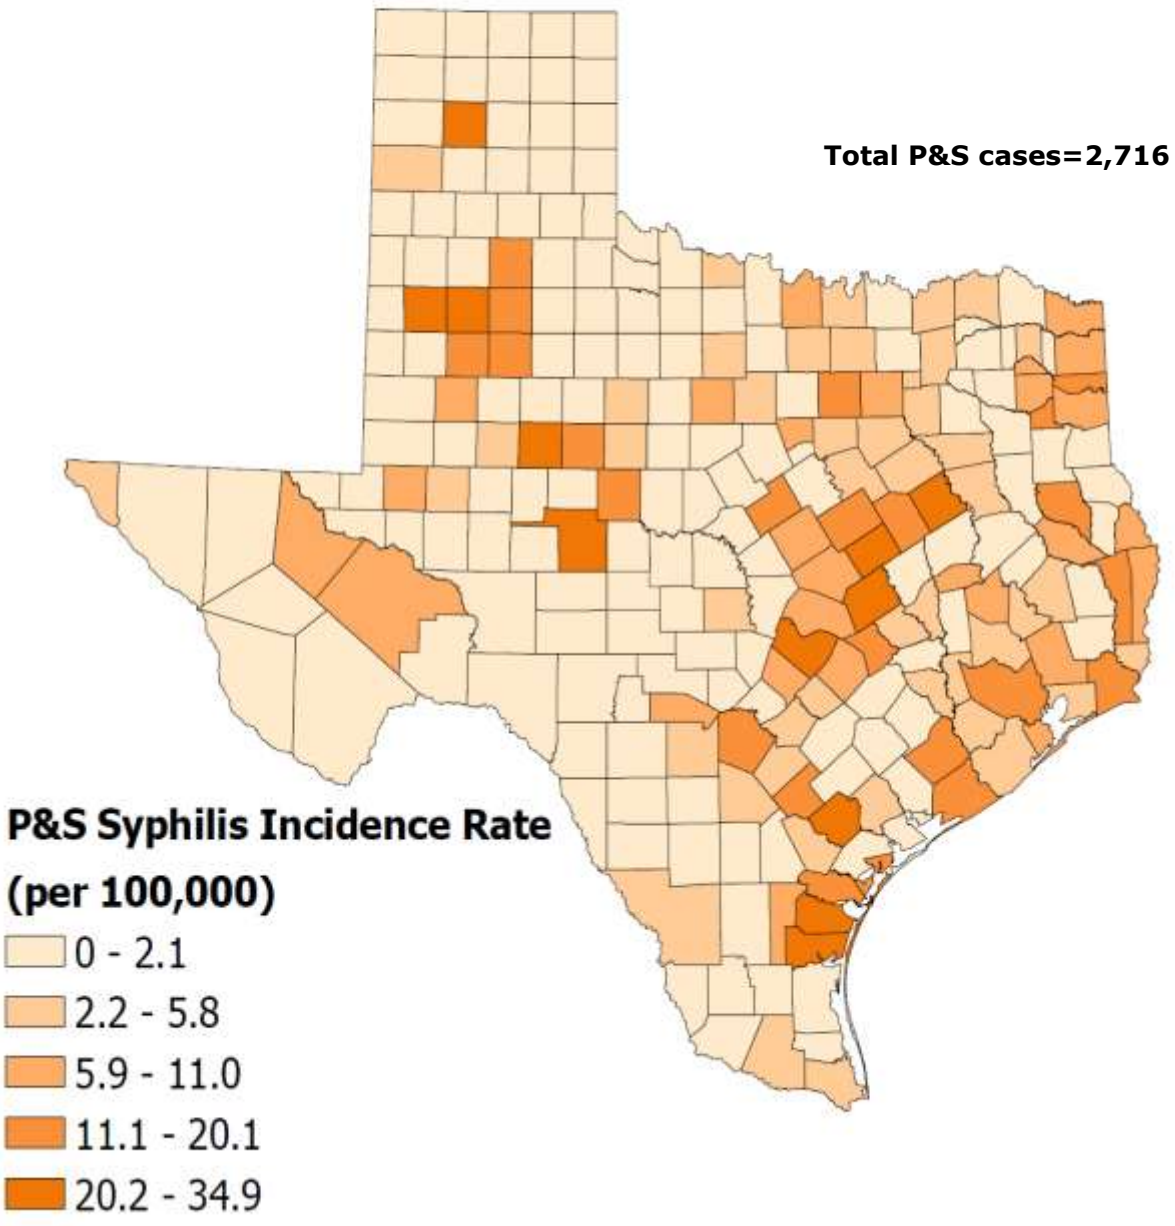 Total P&S cases=2,716
P&S Syphilis Incidence Rate
(per 100,000)
0 - 2.1
2.2 - 5.8
5.9 - 11.0
11.1 - 20.1
20.2 - 34.9